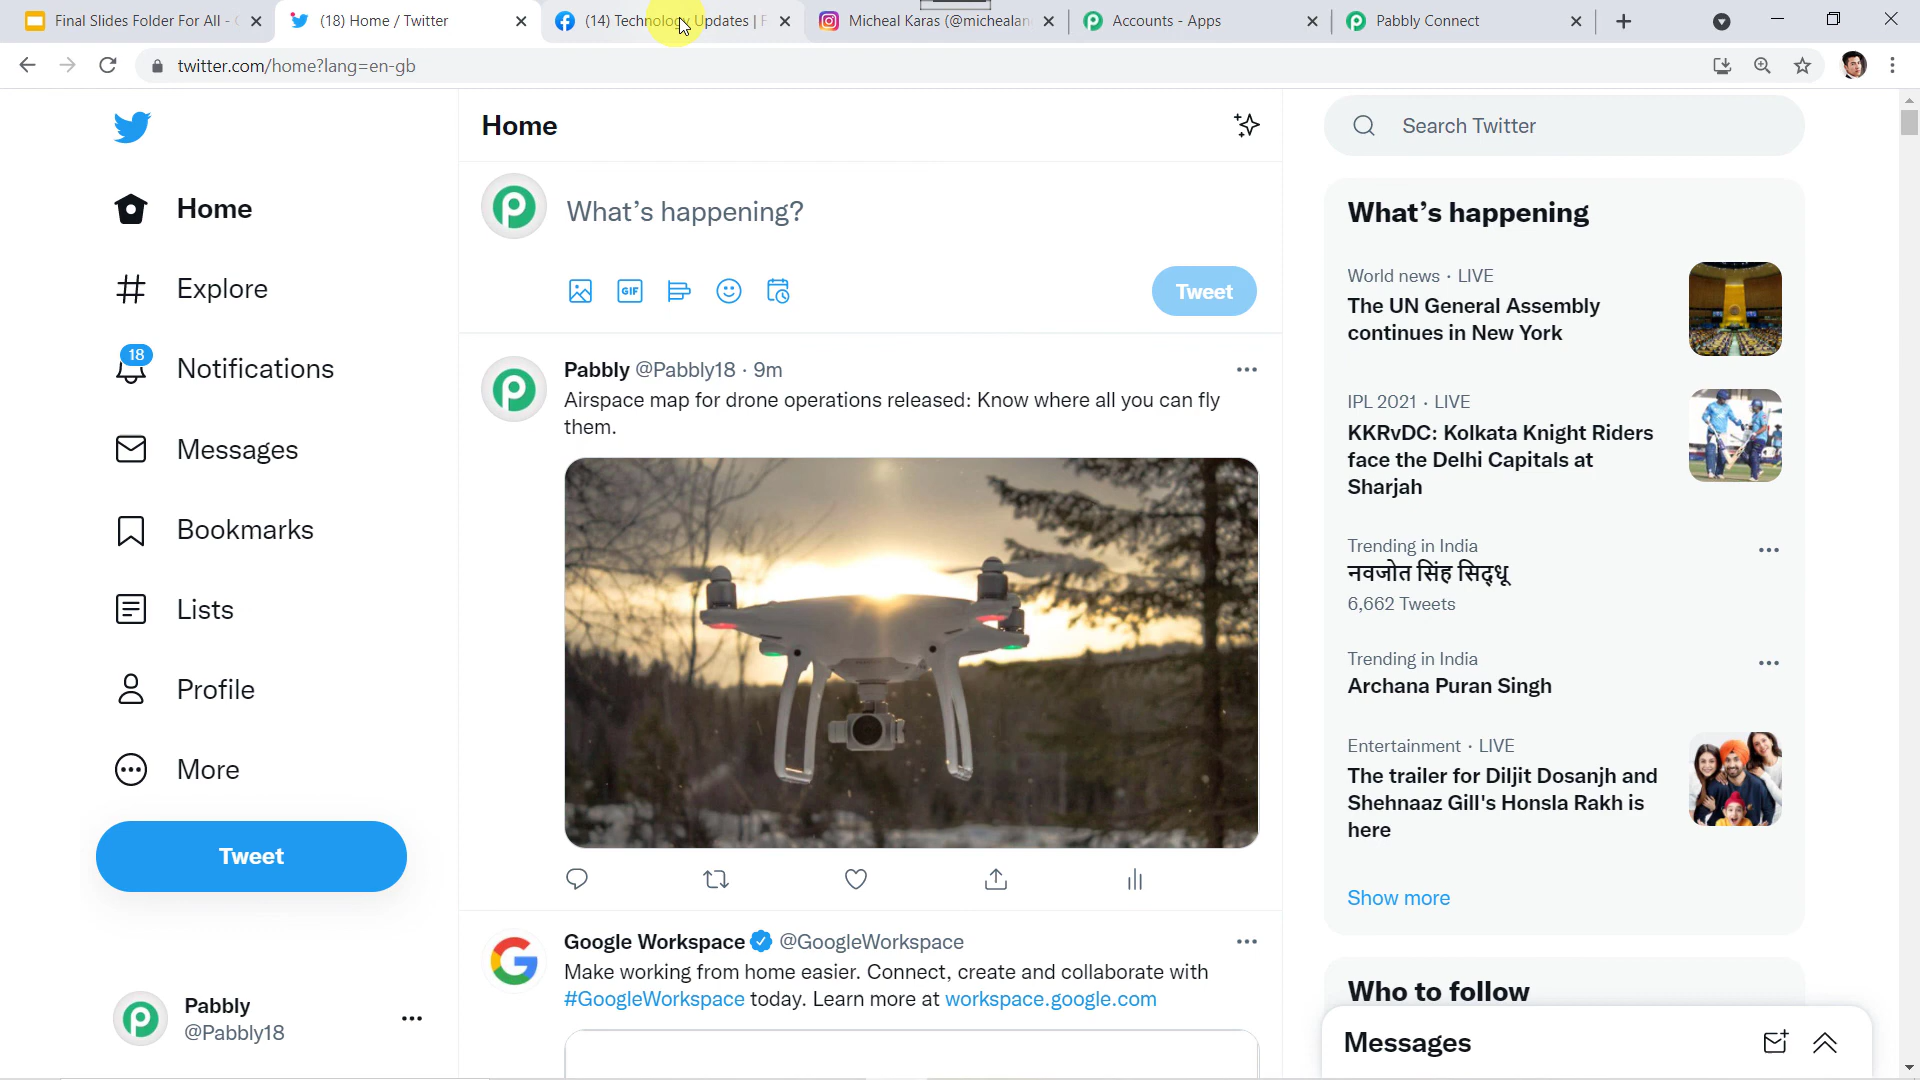 Final Slides Folder For All -
(18) Home / Twitter
(14) Technology Updates | F
Micheal Karas (@michealan
Accounts - Apps
Pabbly Connect
twitter.com/home?lang=en-gb
Home
Explore
18
Notifications
Messages
Bookmarks
Lists
Profile
More
Tweet
Pabbly
@Pabbly18
Home
What's happening?
GIF
Tweet
Pabbly @Pabbly18 · 9m
Airspace map for drone operations released: Know where all you can fly
them.
Google Workspace @GoogleWorkspace
Make working from home easier. Connect, create and collaborate with
#GoogleWorkspace today. Learn more at workspace.google.com
Search Twitter
What's happening
World news · LIVE
The UN General Assembly
continues in New York
IPL 2021 · LIVE
KKRvDC: Kolkata Knight Riders
face the Delhi Capitals at
Sharjah
Trending in India
नवजोत सिंह सिद्धू
6,662 Tweets
Trending in India
Archana Puran Singh
Entertainment · LIVE
The trailer for Diljit Dosanjh and
Shehnaaz Gill's Honsla Rakh is
here
Show more
Who to follow
Messages